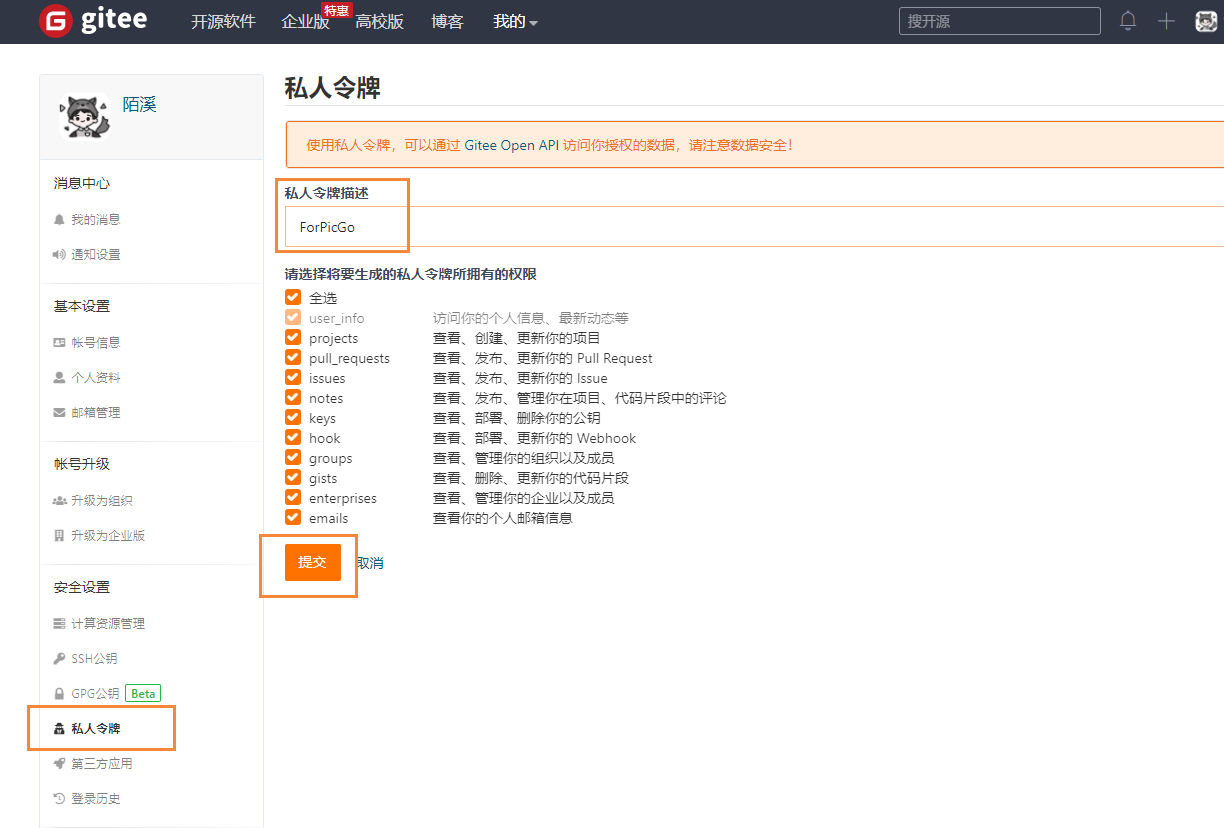 gitee 开源软件 企业版 特惠 高校版 博客 我的 搜开源
陌溪
消息中心
我的消息
通知设置
基本设置
帐号信息
个人资料
邮箱管理
帐号升级
升级为组织
升级为企业版
安全设置
计算资源管理
SSH公钥
GPG公钥 Beta
私人令牌
第三方应用
登录历史
私人令牌
使用私人令牌，可以通过 Gitee Open API 访问你授权的数据，请注意数据安全！
私人令牌描述
ForPicGo
请选择将要生成的私人令牌所拥有的权限
全选
user_info 访问你的个人信息、最新动态等
projects 查看、创建、更新你的项目
pull_requests 查看、发布、更新你的 Pull Request
issues 查看、发布、更新你的 Issue
notes 查看、发布、管理你在项目、代码片段中的评论
keys 查看、部署、删除你的公钥
hook 查看、部署、更新你的 Webhook
groups 查看、管理你的组织以及成员
gists 查看、删除、更新你的代码片段
enterprises 查看、管理你的企业以及成员
emails 查看你的个人邮箱信息
提交 取消